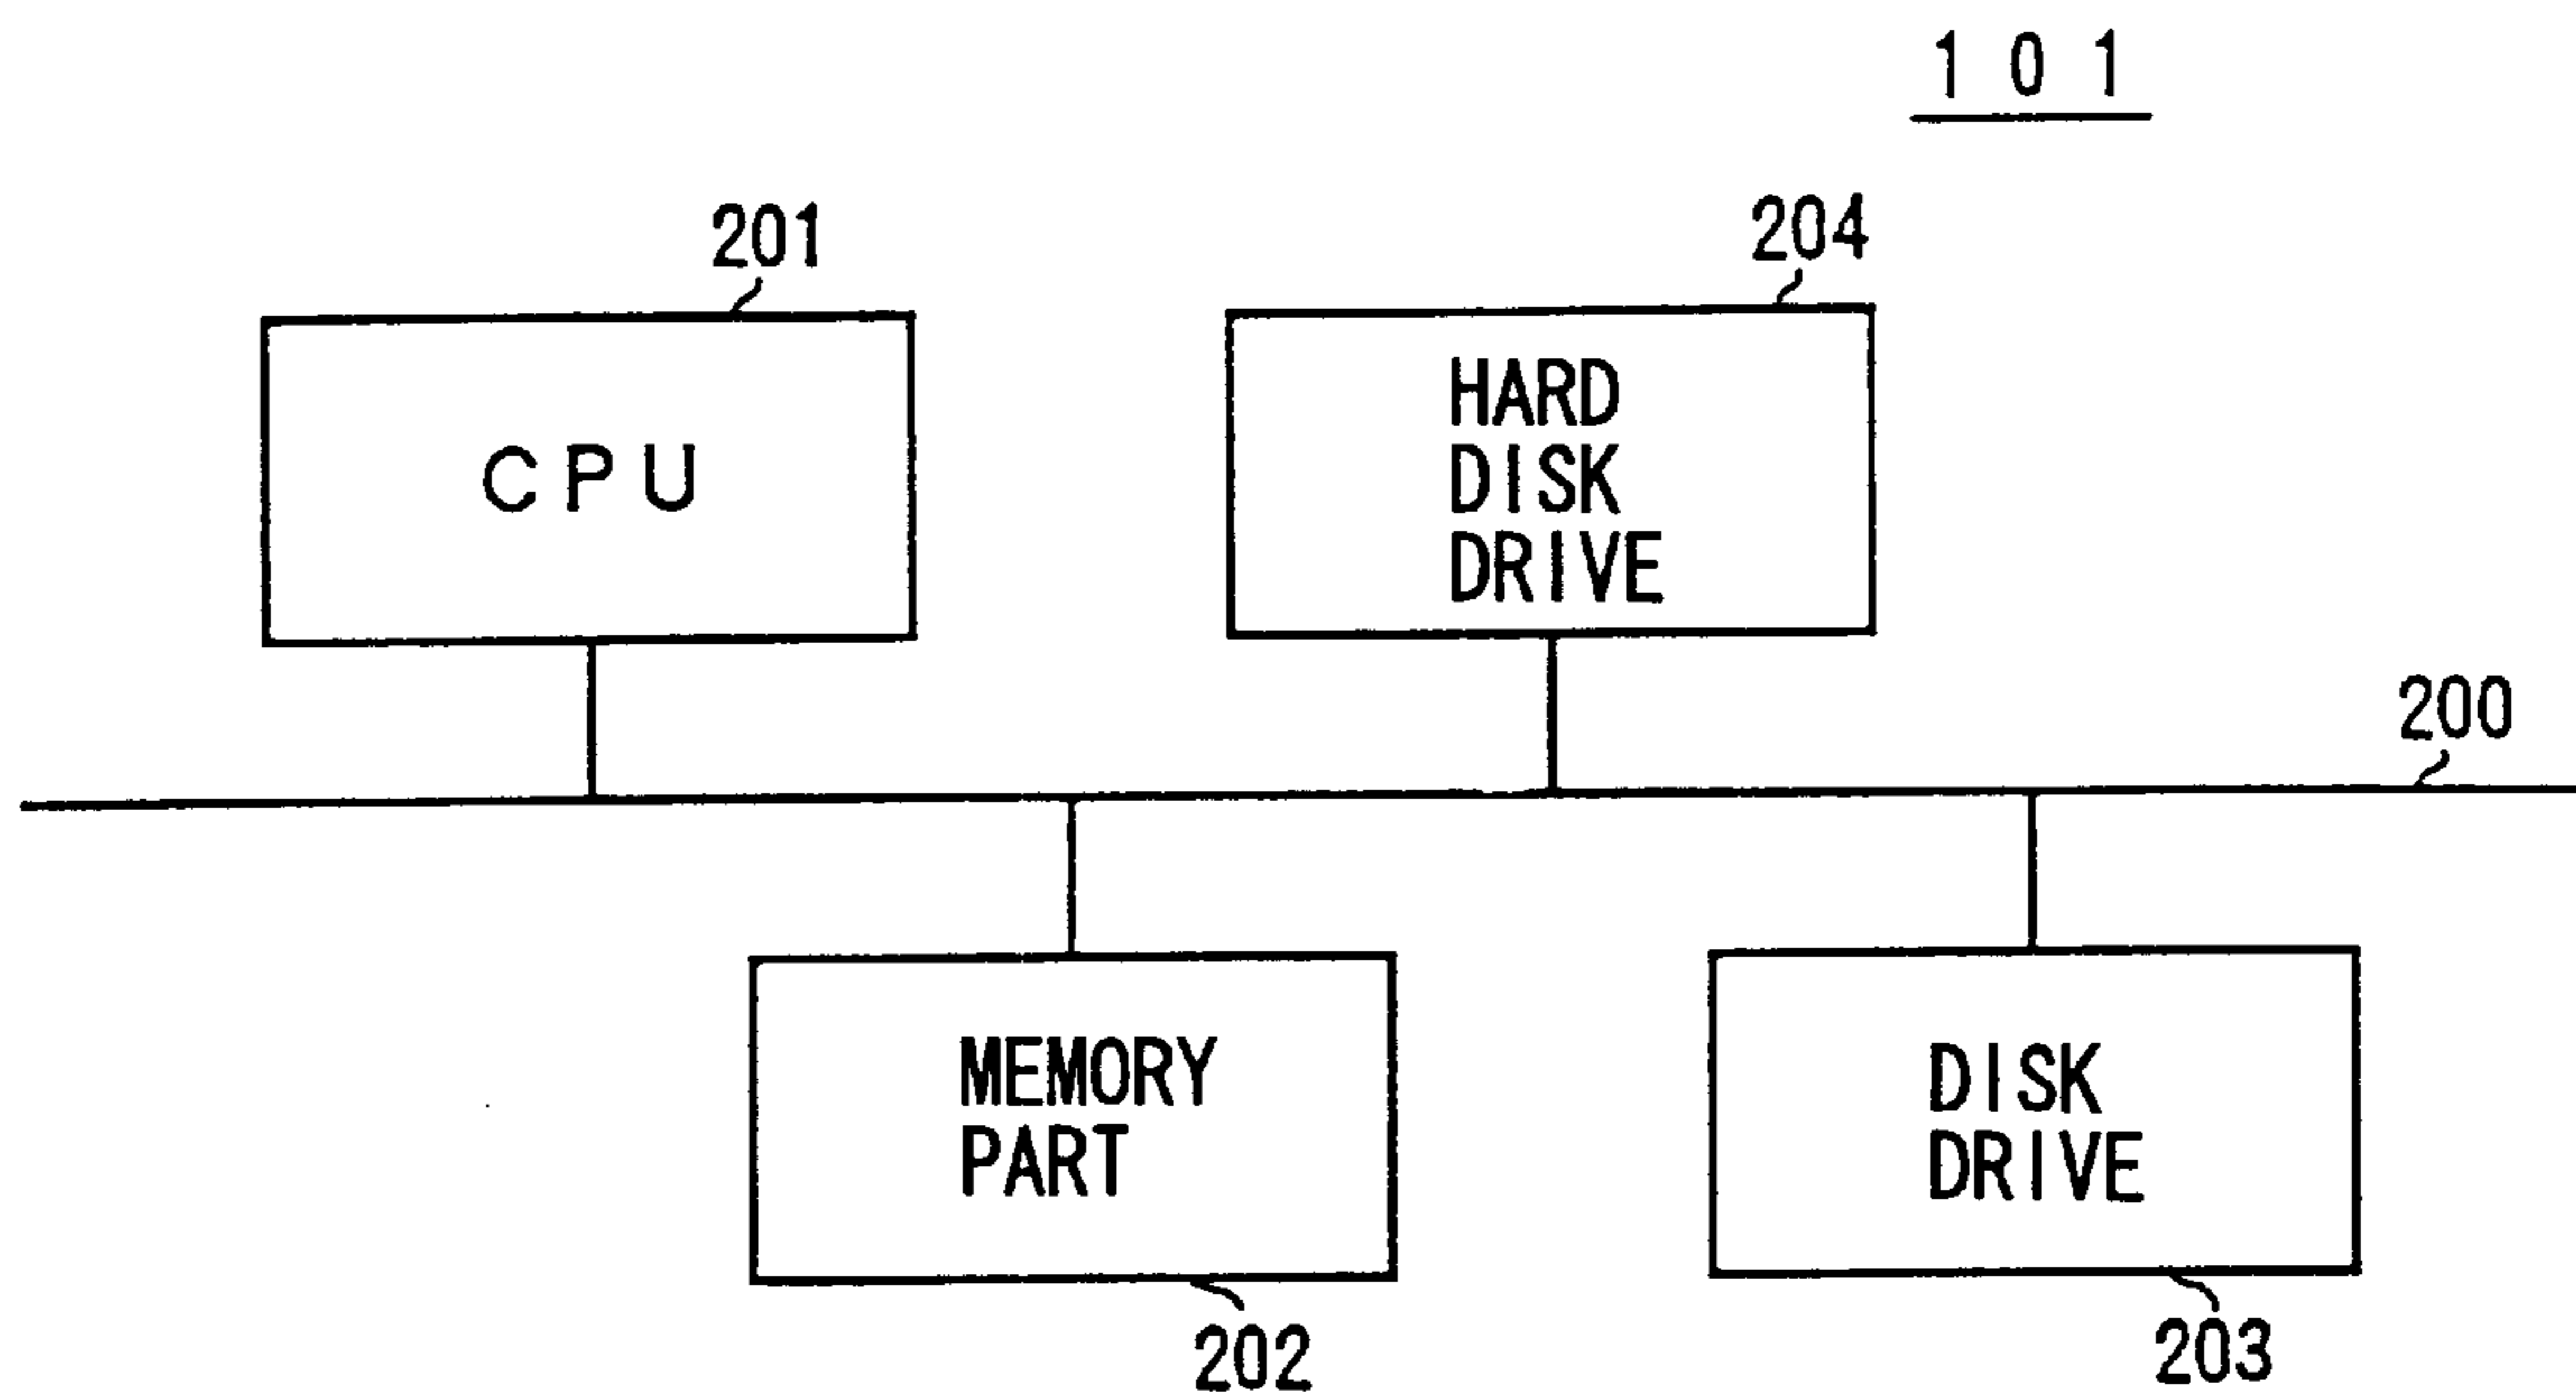 101
201
204
CPU
HARD
DISK
DRIVE
200
MEMORY
PART
DISK
DRIVE
202
203